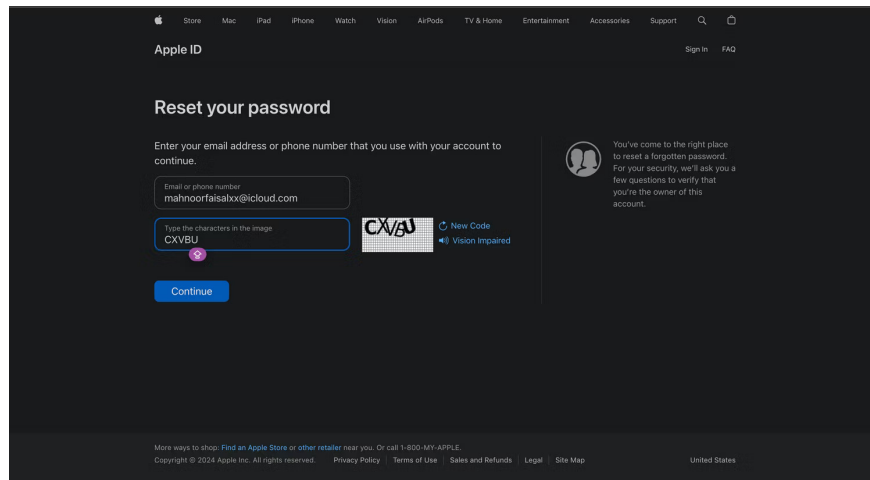 Store Mac iPad iPhone Watch Vision AirPods TV & Home Entertainment Accessories Support
Apple ID
Sign In FAQ
Reset your password
Enter your email address or phone number that you use with your account to
continue.
Email or phone number
mahnoorfaisalxx@icloud.com
Type the characters in the image
CXVBU
CXVBU
New Code
Vision Impaired
Continue
You've come to the right place
to reset a forgotten password.
For your security, we'll ask you a
few questions to verify that
you're the owner of this
account.
More ways to shop: Find an Apple Store or other retailer near you. Or call 1-800-MY-APPLE.
Copyright © 2024 Apple Inc. All rights reserved. Privacy Policy Terms of Use Sales and Refunds Legal Site Map
United States